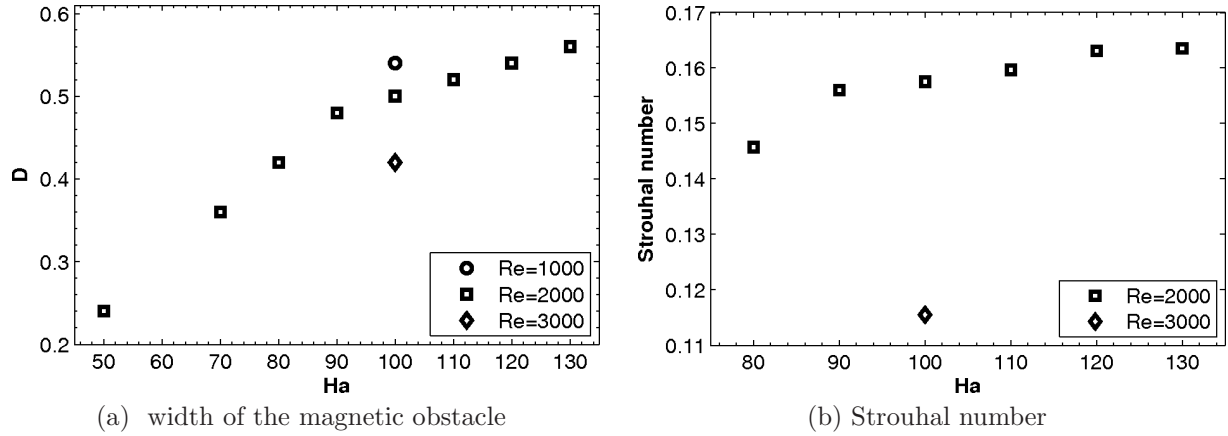 0.6
0.5
0.4
0.3
0.2
D
50 60 70 80 90 100 110 120 130
Ha
Re=1000
Re=2000
Re=3000
(a) width of the magnetic obstacle
0.17
0.16
0.15
0.14
0.13
0.12
0.11
Strouhal number
80 90 100 110 120 130
Ha
Re=2000
Re=3000
(b) Strouhal number